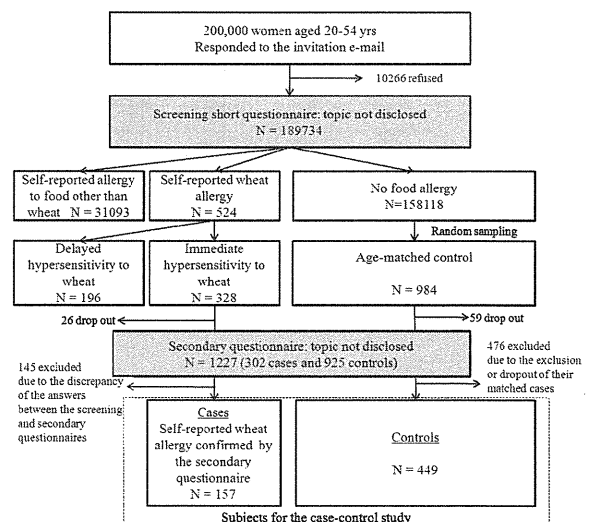 200,000 women aged 20-54 yrs
Responded to the invitation e-mail
10266 refused
Screening short questionnaire: topic not disclosed
N = 189734
Self-reported allergy
to food other than
wheat N = 31093
Self-reported wheat
allergy
N = 524
No food allergy
N=158118
Random sampling
Delayed
hypersensitivity to
wheat
N = 196
Immediate
hypersensitivity to
wheat
N = 328
Age-matched control
N = 984
26 drop out
59 drop out
Secondary questionnaire: topic not disclosed
N = 1227 (302 cases and 925 controls)
145 excluded
due to the discrepancy
of the answers
between the screening
and secondary
questionnaires
476 excluded
due to the exclusion
or dropout of their
matched cases
Cases
Self-reported wheat
allergy confirmed by
the secondary
questionnaire
N = 157
Controls
N = 449
Subjects for the case-control study